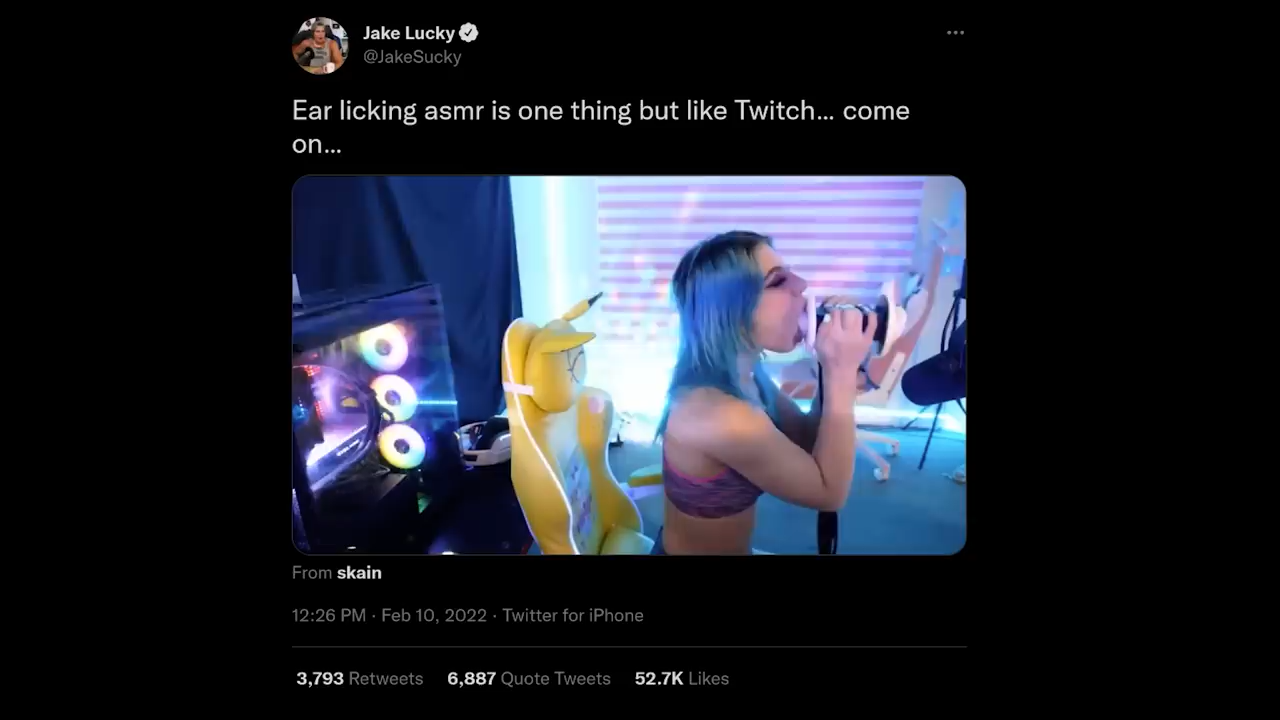 Jake Lucky
@JakeSucky
Ear licking asmr is one thing but like Twitch... come
on...
From skain
12:26 PM · Feb 10, 2022 · Twitter for iPhone
3,793 Retweets 6,887 Quote Tweets 52.7K Likes